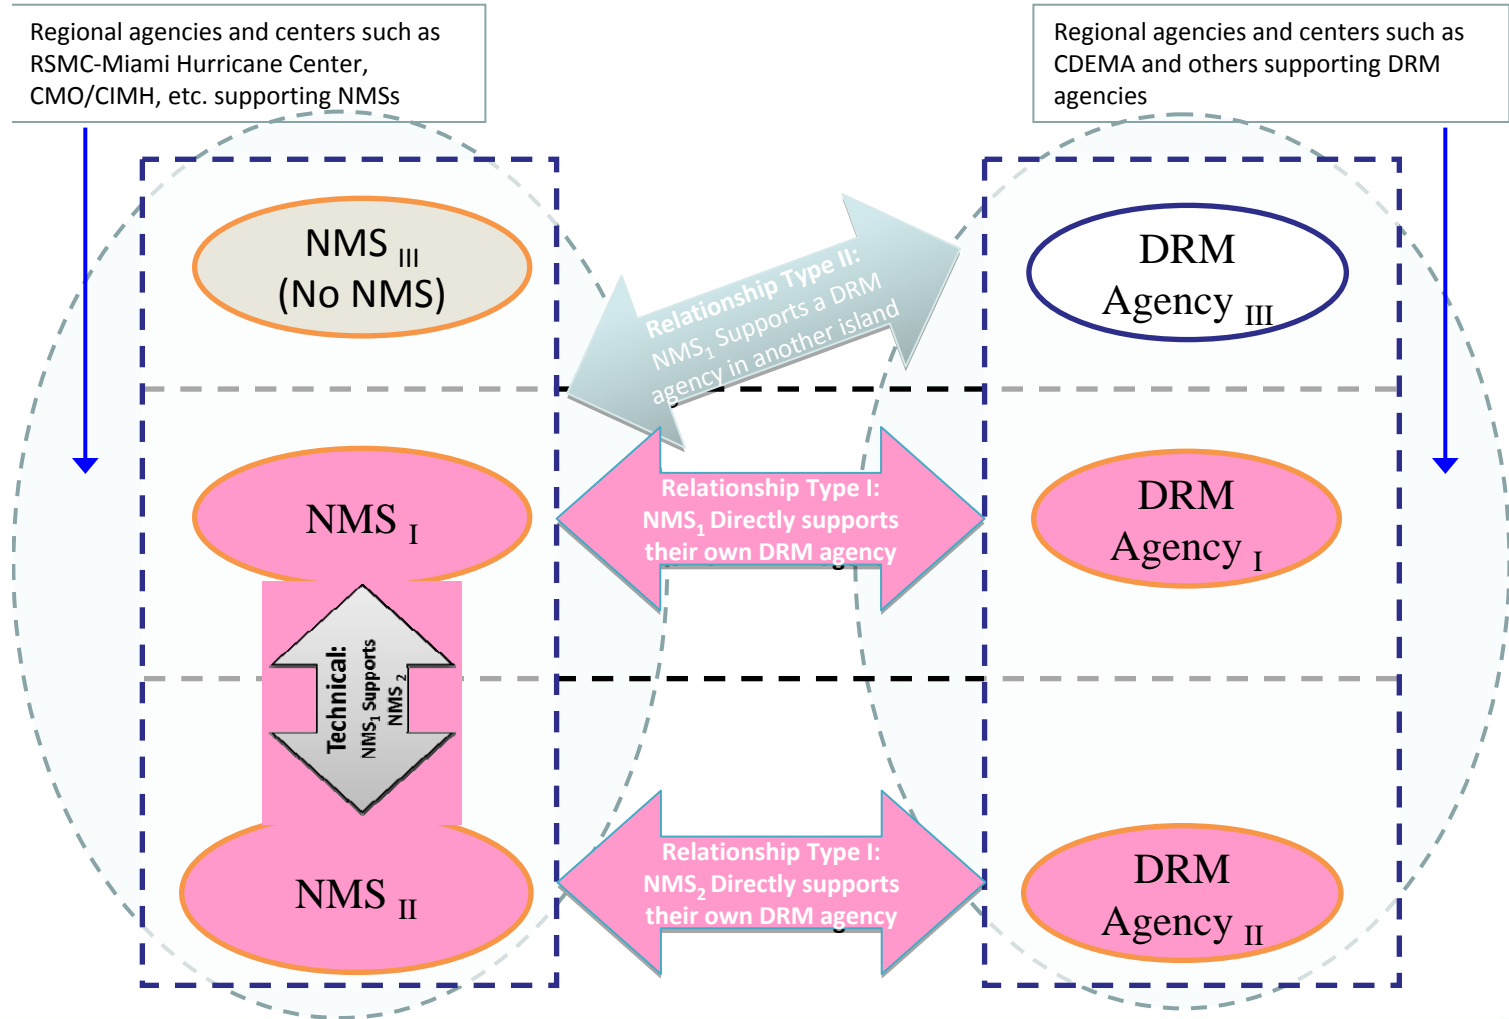 Regional agencies and centers such as
RSMC-Miami Hurricane Center,
CMO/CIMH, etc. supporting NMSs
Regional agencies and centers such as
CDEMA and others supporting DRM
agencies
NMS III
(No NMS)
Relationship Type II:
NMS1 Supports a DRM
agency in another island
DRM
Agency III
NMS I
Relationship Type I:
NMS1 Directly supports
their own DRM agency
DRM
Agency I
Technical:
NMS1 Supports
NMS 2
NMS II
Relationship Type I:
NMS2 Directly supports
their own DRM agency
DRM
Agency II